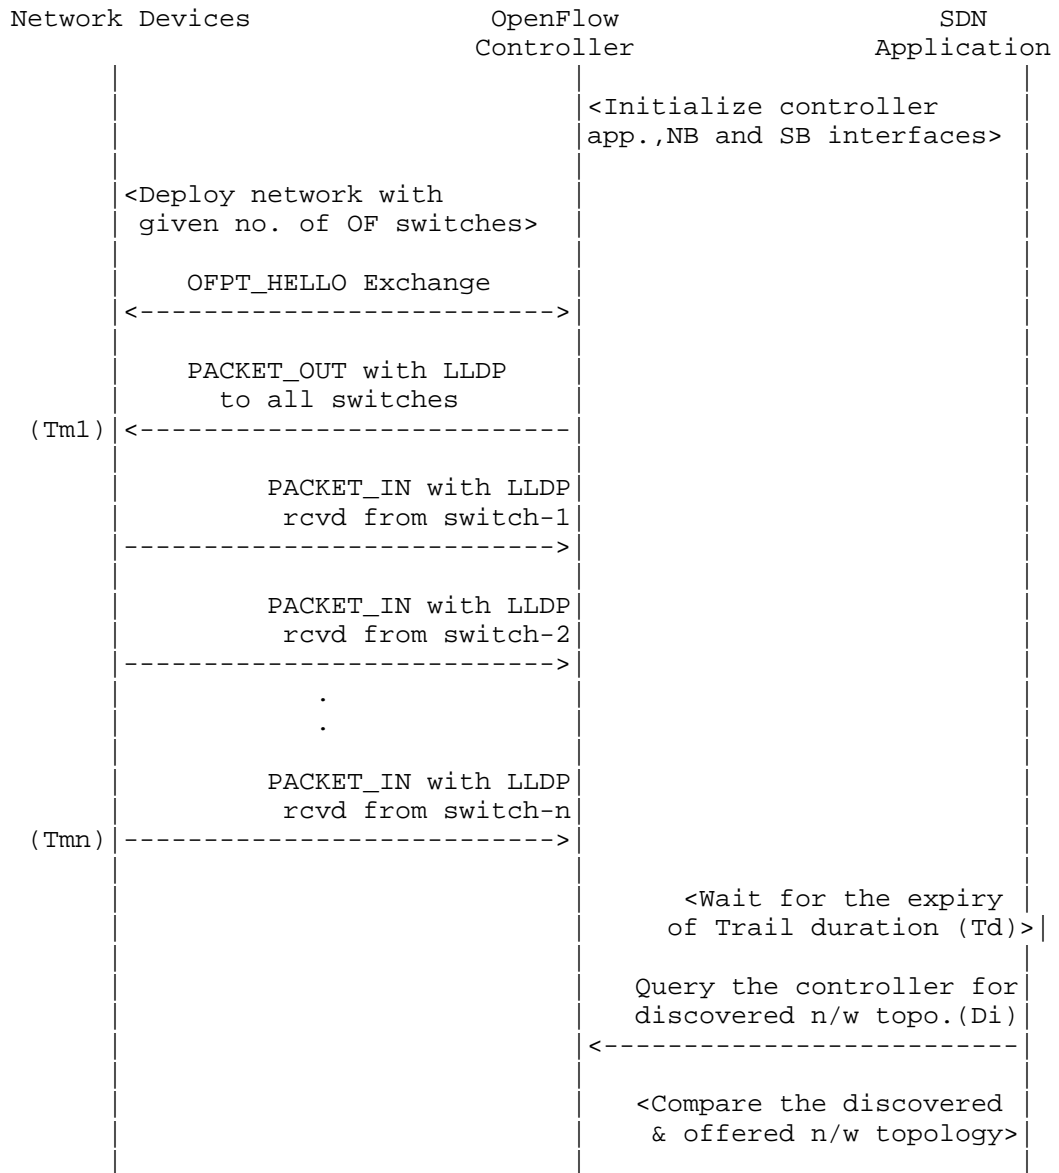 Network Devices OpenFlow SDN
Controller Application
<Initialize controller
app.,NB and SB interfaces>
<Deploy network with
given no. of OF switches>
OFPT_HELLO Exchange
<-------------------------->
PACKET_OUT with LLDP
to all switches
(Tm1)|<---------------------------
PACKET_IN with LLDP
rcvd from switch-1
--------------------------->
PACKET_IN with LLDP
rcvd from switch-2
--------------------------->
.
.
PACKET_IN with LLDP
rcvd from switch-n
(Tmn)|--------------------------->
<Wait for the expiry
of Trail duration (Td)>
Query the controller for
discovered n/w topo.(Di)
<--------------------------
<Compare the discovered
& offered n/w topology>